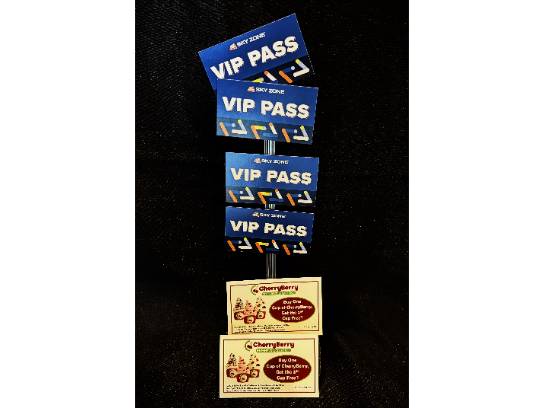 SKY ZONE
VIP PASS
SKY ZONE
VIP PASS
SKY ZONE
VIP PASS
SKY ZONE
VIP PASS
CherryBerry
Buy One
Cup of CherryBerry,
Get the 2nd
Cup Free!*
CherryBerry
Buy One
Cup of CherryBerry,
Get the 2nd
Cup Free!*